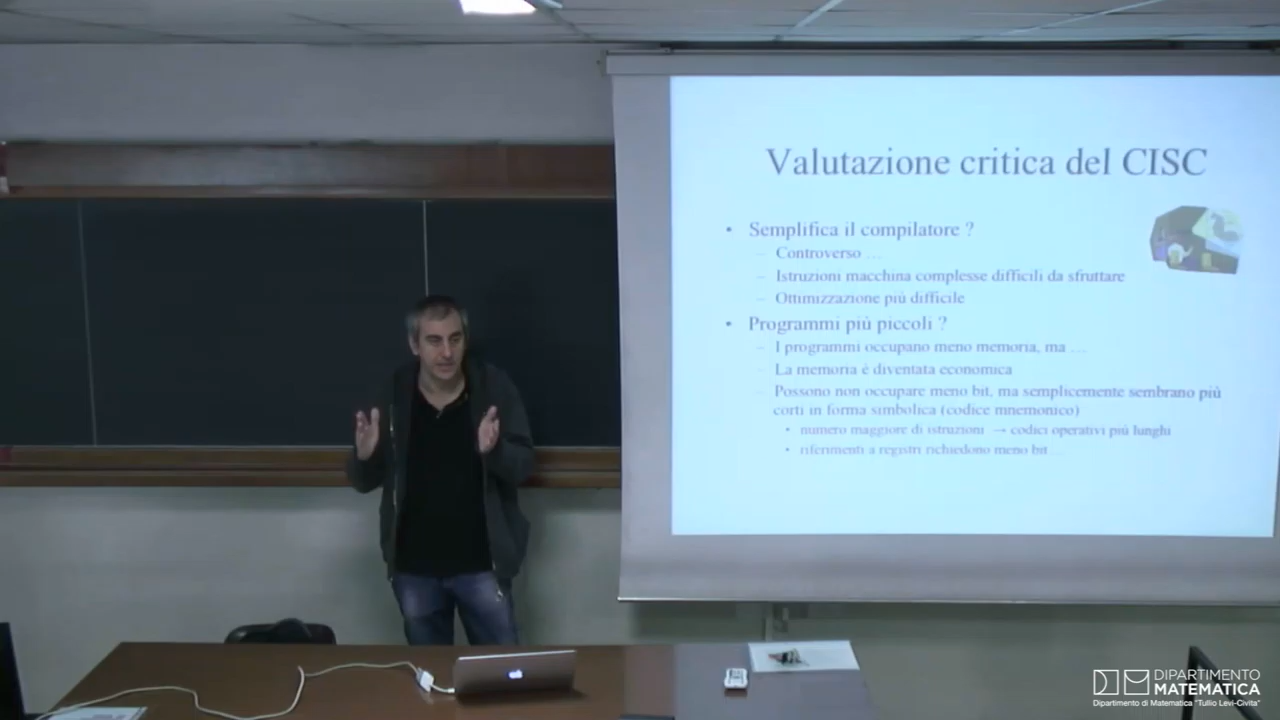 Valutazione critica del CISC
• Semplifica il compilatore ?
– Controverso …
– Istruzioni macchina complesse difficili da sfruttare
– Ottimizzazione più difficile
• Programmi più piccoli ?
– I programmi occupano meno memoria, ma …
– La memoria è diventata economica
– Possono non occupare meno bit, ma semplicemente sembrano più
corti in forma simbolica (codice mnemonico)
• numero maggiore di istruzioni → codici operativi più lunghi
• riferimenti a registri richiedono meno bit …
DIPARTIMENTO
MATEMATICA
Dipartimento di Matematica "Tullio Levi-Civita"